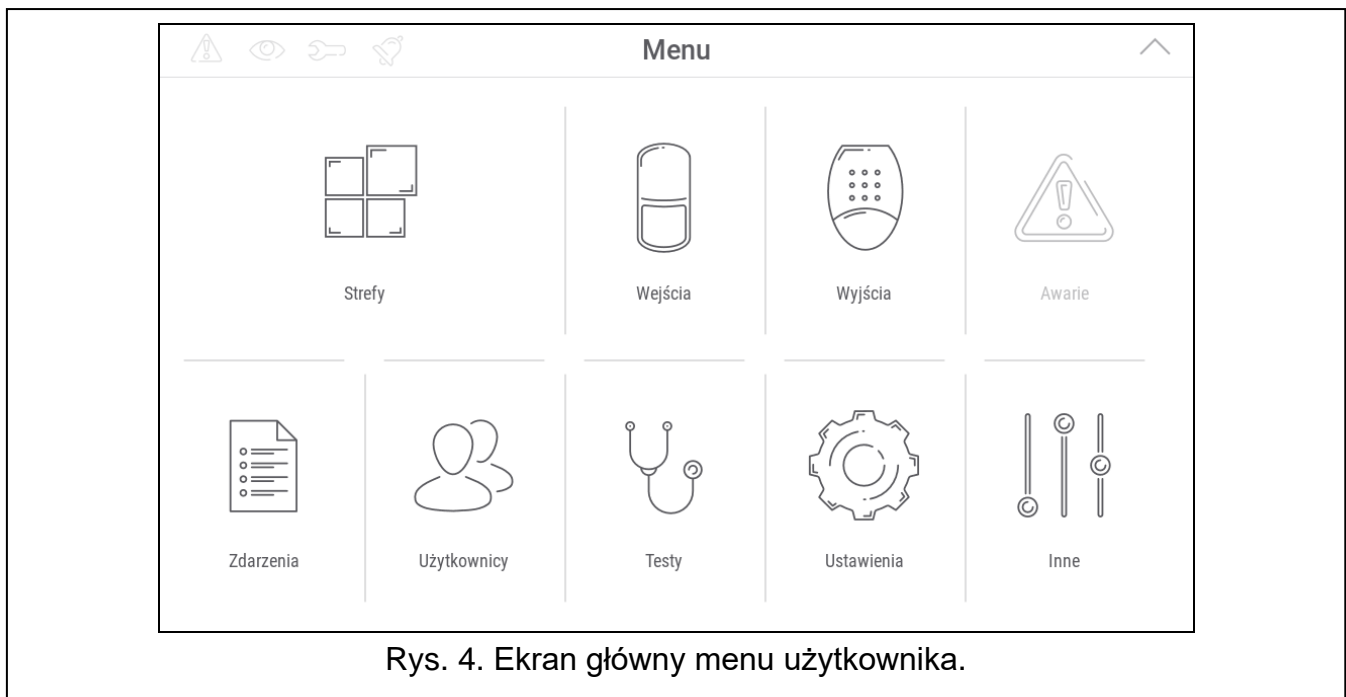 Menu
Strefy
Wejścia
Wyjścia
Awarie
Zdarzenia
Użytkownicy
Testy
Ustawienia
Inne
Rys. 4. Ekran główny menu użytkownika.